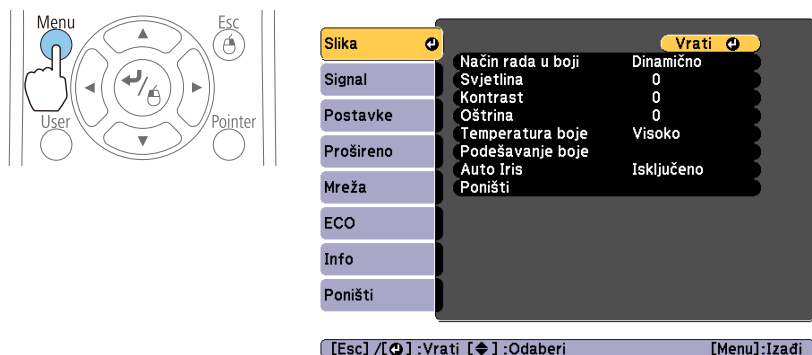 Menu
Esc
User
Pointer
Slika
Signal
Postavke
Prošireno
Mreža
ECO
Info
Poništi
Vrati
Način rada u boji Dinamično
Svjetlina 0
Kontrast 0
Oštrina 0
Temperatura boje Visoko
Podešavanje boje
Auto Iris Isključeno
Poništi
[Esc] /[ ] :Vrati [ ] :Odaberi [Menu]:Izađi